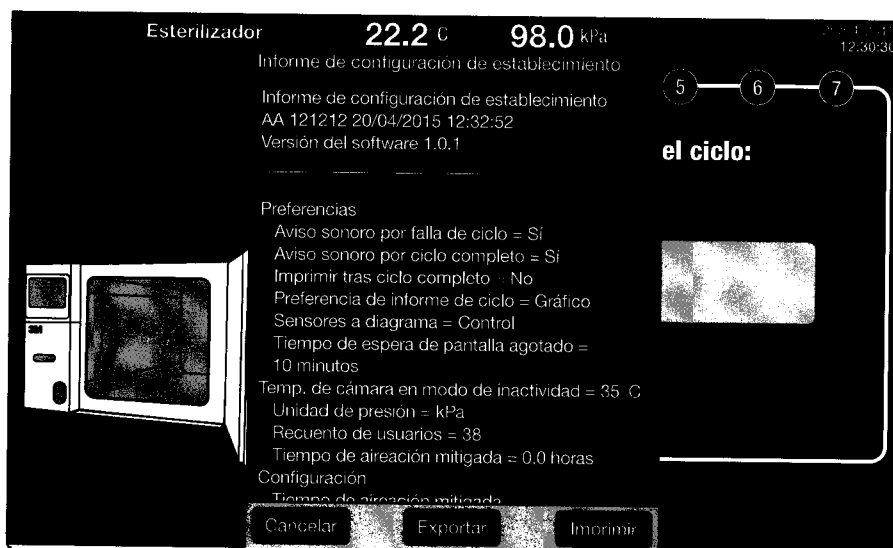 Esterilizador 22.2 C 98.0 kPa
12:30:30
Informe de configuración de establecimiento
5 6 7
Informe de configuración de establecimiento
AA 121212 20/04/2015 12:32:52
Versión del software 1.0.1
el ciclo:
Preferencias
Aviso sonoro por falla de ciclo = Sí
Aviso sonoro por ciclo completo = Sí
Imprimir tras ciclo completo = No
Preferencia de informe de ciclo = Gráfico
Sensores a diagrama = Control
Tiempo de espera de pantalla agotado =
10 minutos
3M
Temp. de cámara en modo de inactividad = 35 C
Unidad de presión = kPa
Recuento de usuarios = 38
Tiempo de aireación mitigada = 0.0 horas
Configuración
Tiempo de aireación mitigada
Cancelar Exportar Imprimir